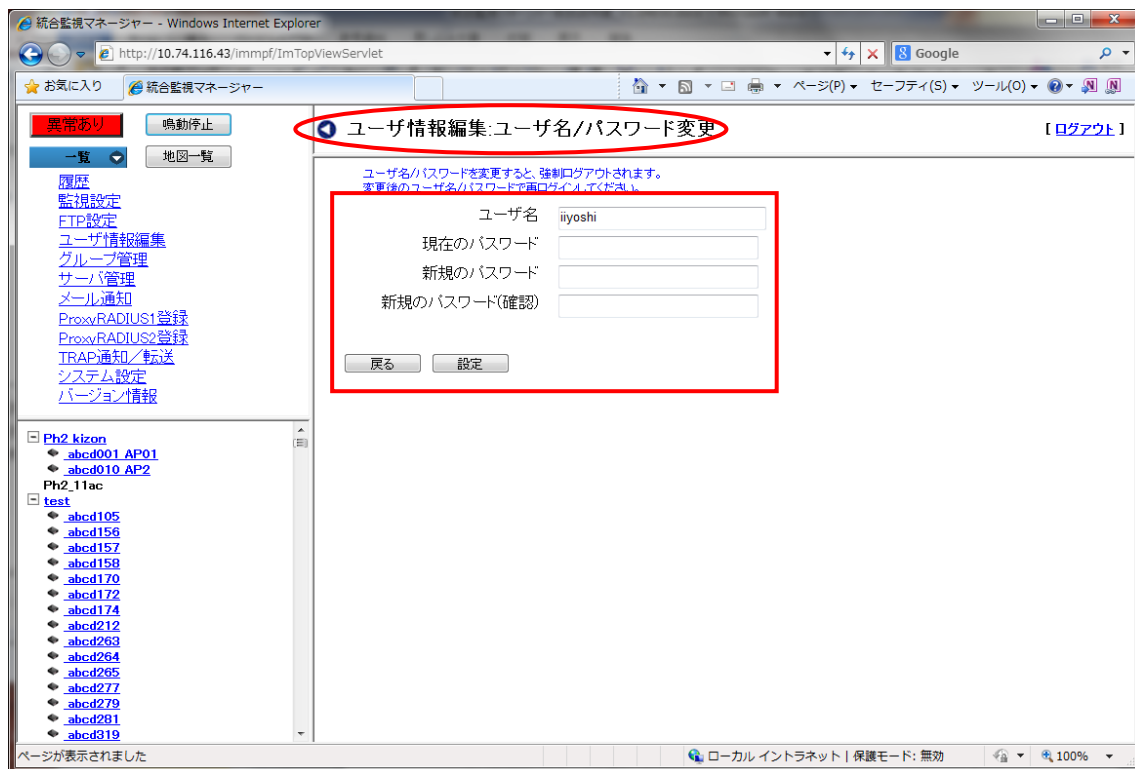 統合監視マネージャー - Windows Internet Explorer
http://10.74.116.43/immpf/ImTopViewServlet
Google
お気に入り
統合監視マネージャー
ページ(P)
セーフティ(S)
ツール(O)
異常あり
鳴動停止
一覧
地図一覧
履歴
監視設定
FTP設定
ユーザ情報編集
グループ管理
サーバ管理
メール通知
ProxyRADIUS1登録
ProxyRADIUS2登録
TRAP通知/転送
システム設定
バージョン情報
Ph2 kizon
abcd001 AP01
abcd010 AP2
Ph2_11ac
test
abcd105
abcd156
abcd157
abcd158
abcd170
abcd172
abcd174
abcd212
abcd263
abcd264
abcd265
abcd277
abcd279
abcd281
abcd319
ユーザ情報編集:ユーザ名/パスワード変更
[ ログアウト ]
ユーザ名/パスワードを変更すると、強制ログアウトされます。
変更後のユーザ名/パスワードで再ログインしてください。
ユーザ名
iiyoshi
現在のパスワード
新規のパスワード
新規のパスワード(確認)
戻る
設定
ページが表示されました
ローカル イントラネット | 保護モード: 無効
100%